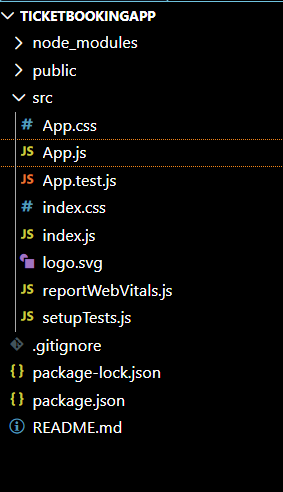 TICKETBOOKINGAPP
node_modules
public
src
# App.css
JS App.js
JS App.test.js
# index.css
JS index.js
logo.svg
JS reportWebVitals.js
JS setupTests.js
.gitignore
{ } package-lock.json
{ } package.json
README.md